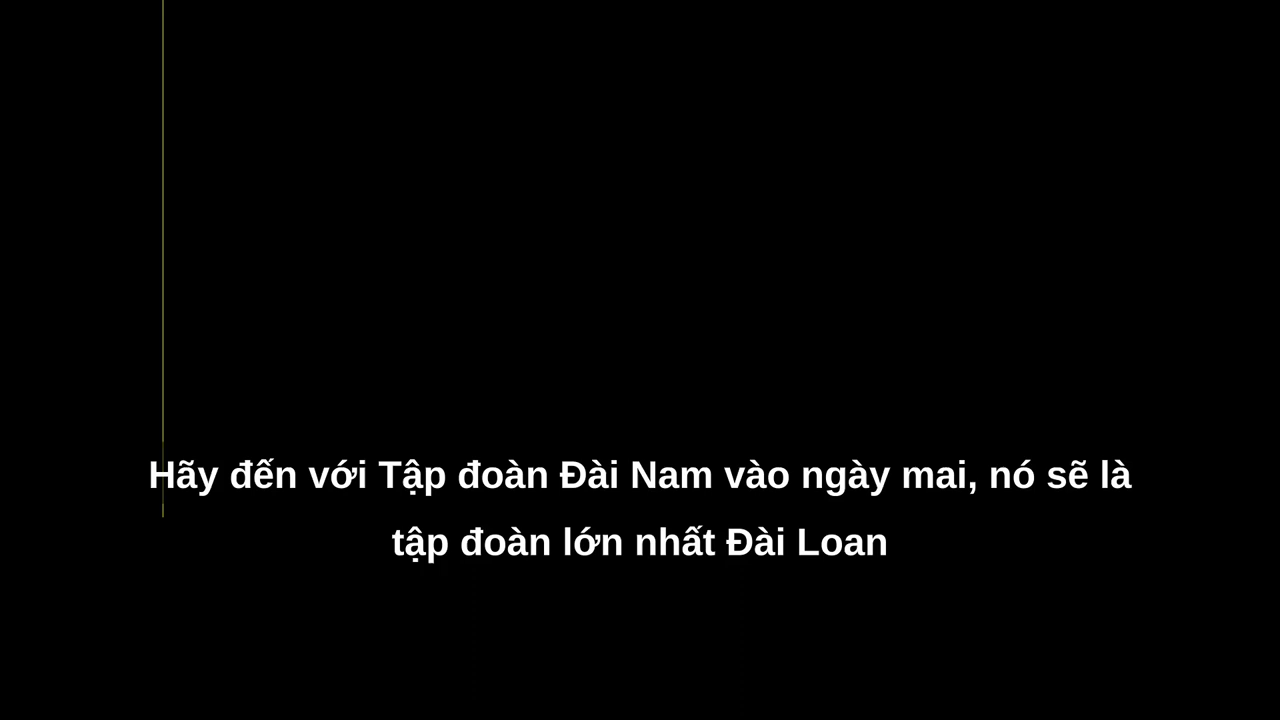 Hãy đến với Tập đoàn Đài Nam vào ngày mai, nó sẽ là
tập đoàn lớn nhất Đài Loan